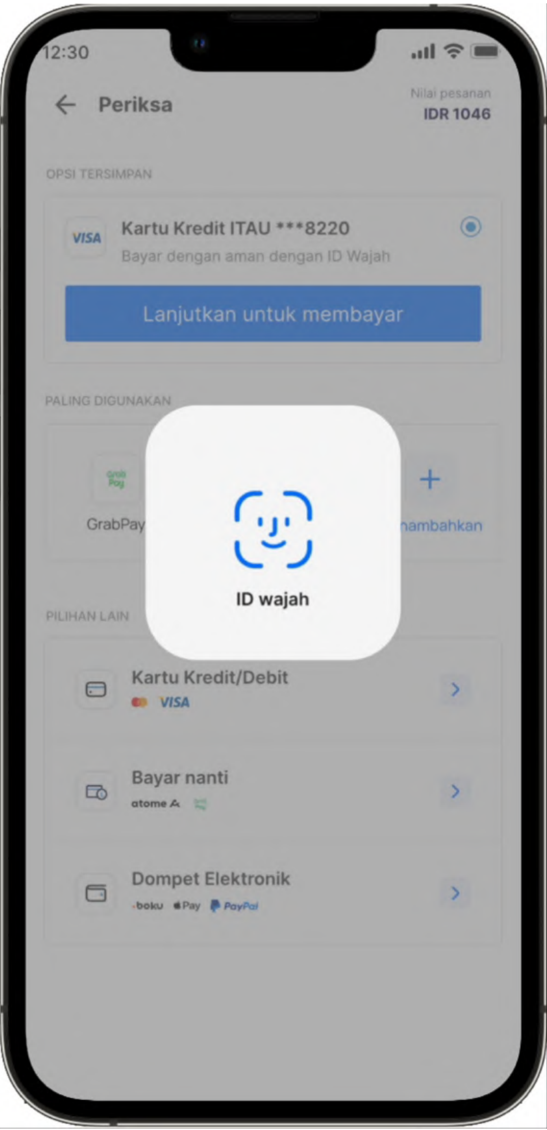 12:30
Periksa
Nilai pesanan
IDR 1046
OPSI TERSIMPAN
VISA
Kartu Kredit ITAU ***8220
Bayar dengan aman dengan ID Wajah
Lanjutkan untuk membayar
PALING DIGUNAKAN
Grab
Pay
GrabPay
nambahkan
ID wajah
PILIHAN LAIN
Kartu Kredit/Debit
VISA
Bayar nanti
atome A
Dompet Elektronik
boku Pay PayPal